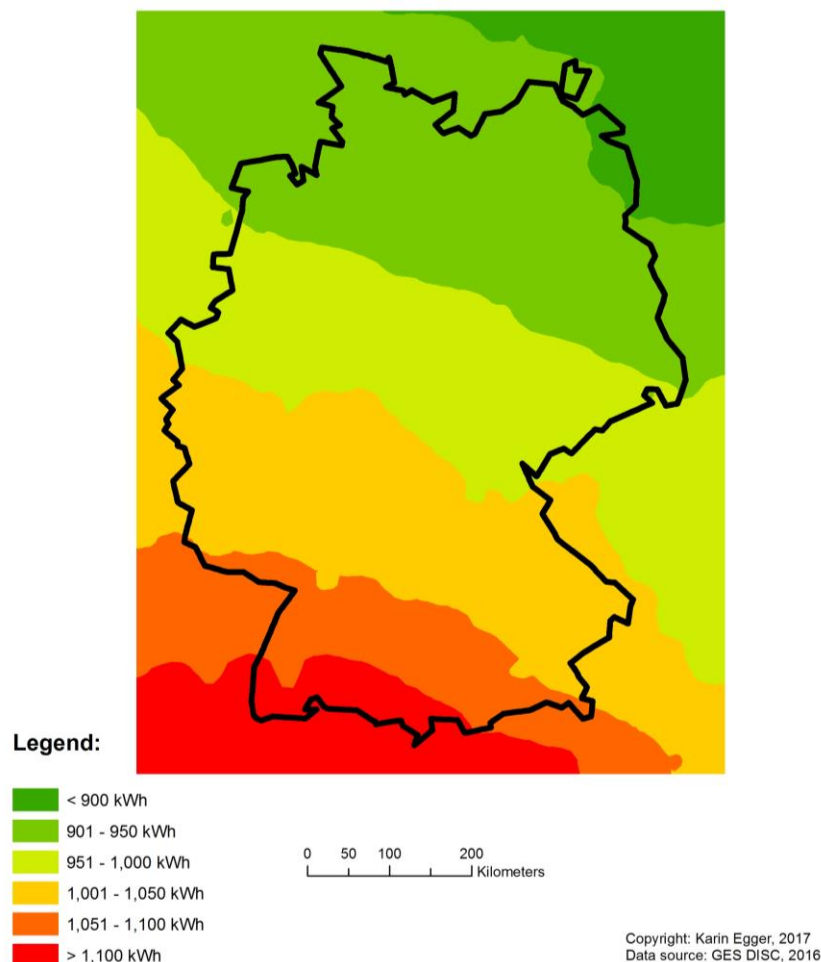 Legend:
< 900 kWh
901 - 950 kWh
951 - 1,000 kWh
1,001 - 1,050 kWh
1,051 - 1,100 kWh
> 1,100 kWh
0 50 100 200
Kilometers
Copyright: Karin Egger, 2017
Data source: GES DISC, 2016